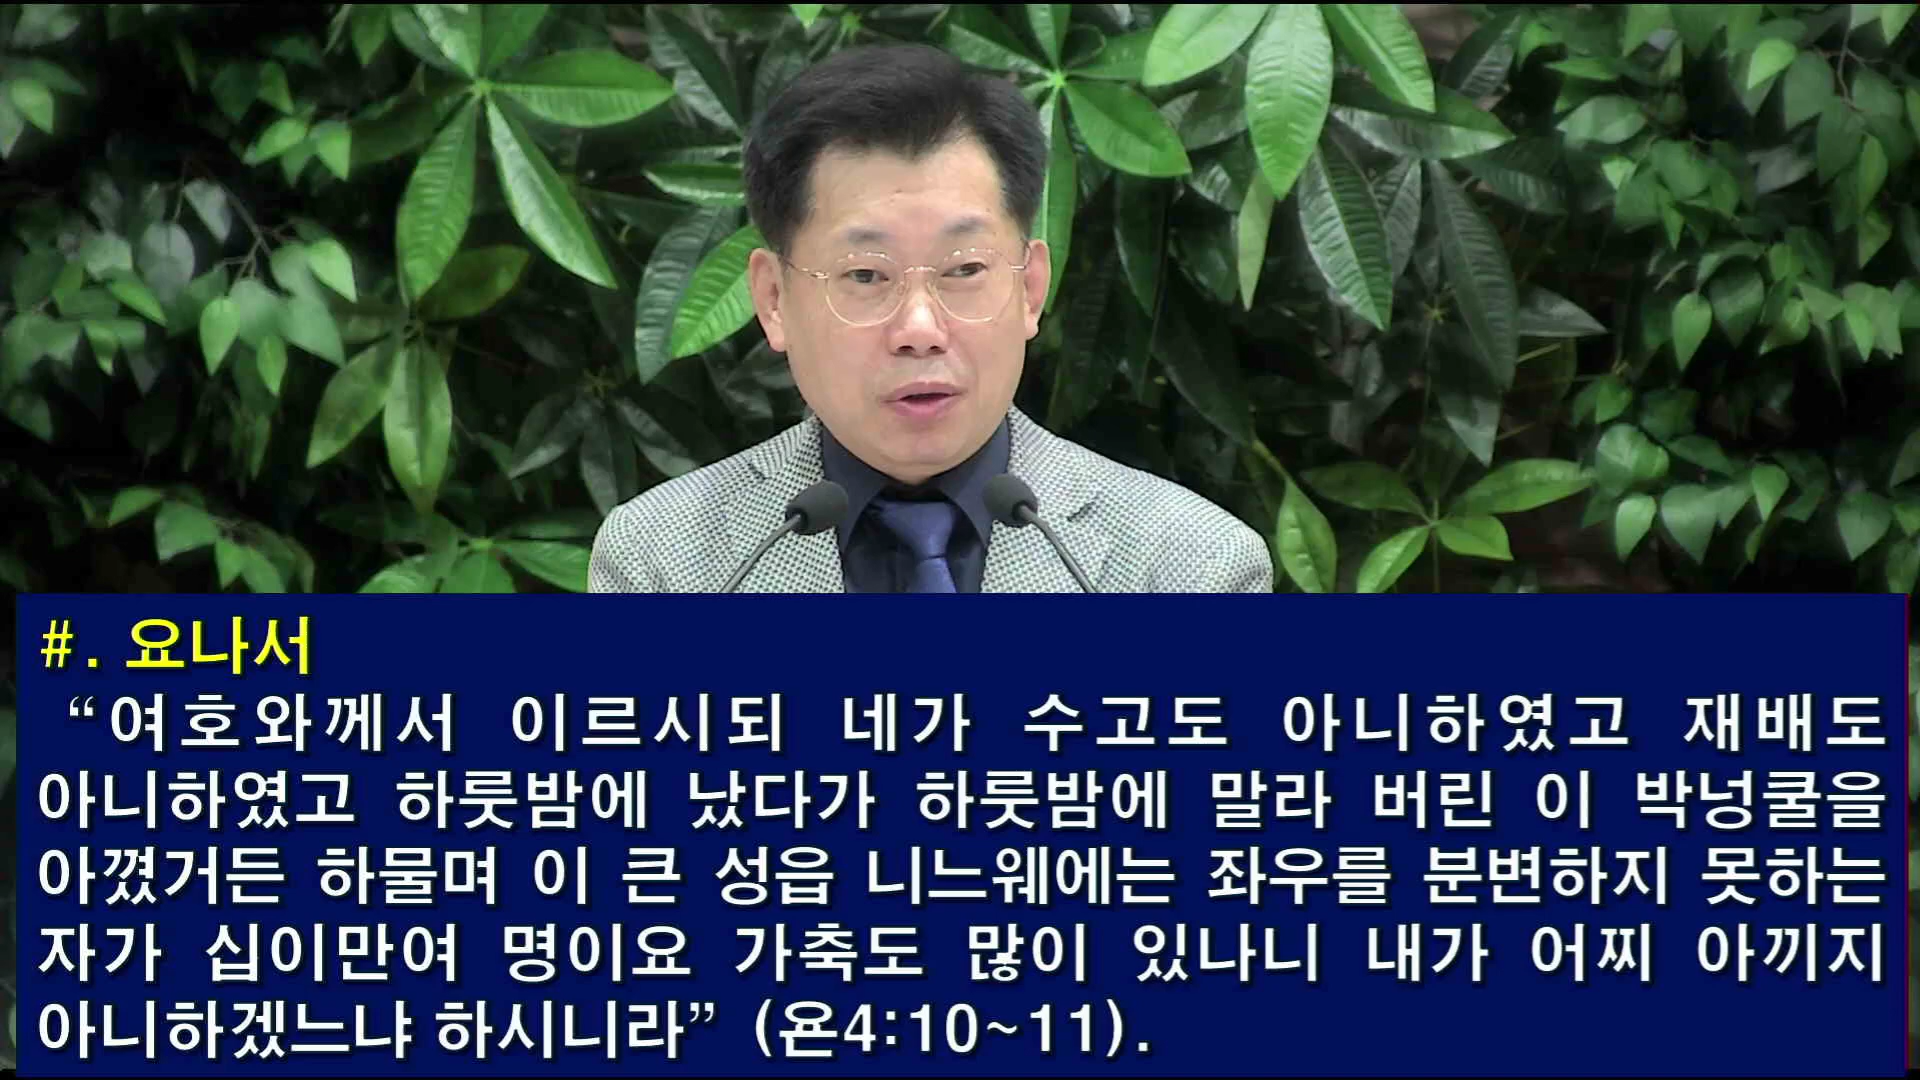 #. 요나서
“여호와께서 이르시되 네가 수고도 아니하였고 재배도
아니하였고 하룻밤에 났다가 하룻밤에 말라 버린 이 박넝쿨을
아꼈거든 하물며 이 큰 성읍 니느웨에는 좌우를 분변하지 못하는
자가 십이만여 명이요 가축도 많이 있나니 내가 어찌 아끼지
아니하겠느냐 하시니라” (욘4:10~11).